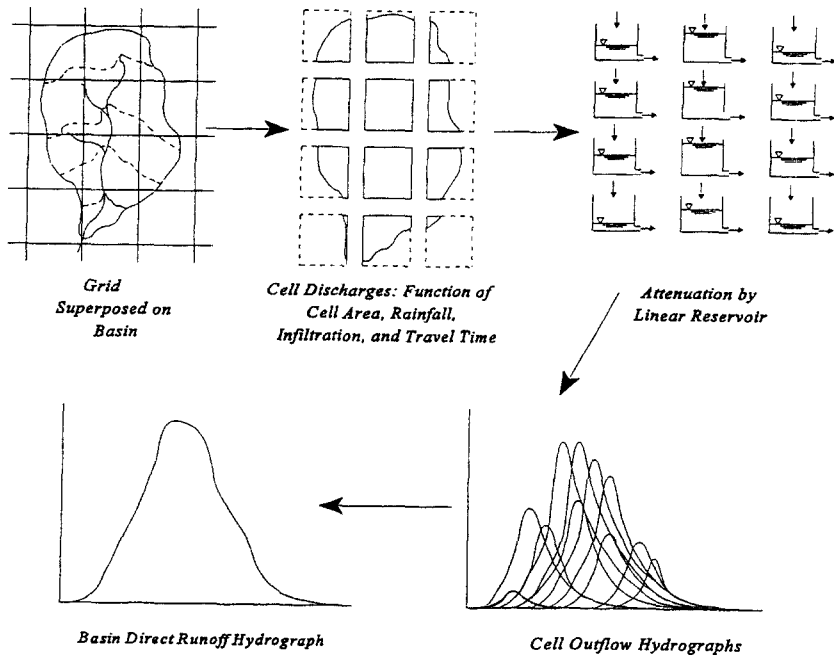 Grid
Superposed on
Basin
Cell Discharges: Function of
Cell Area, Rainfall,
Infiltration, and Travel Time
Attenuation by
Linear Reservoir
Basin Direct Runoff Hydrograph
Cell Outflow Hydrographs